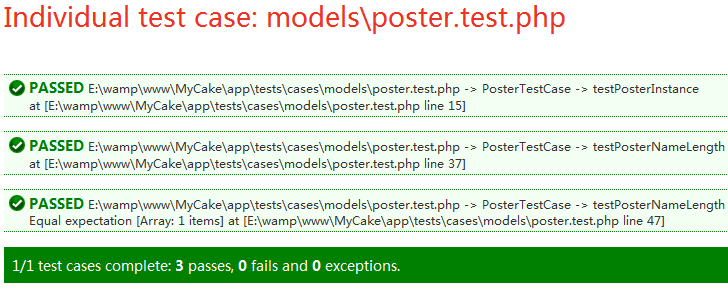 Individual test case: models\poster.test.php
PASSED E:\wamp\www\MyCake\app\tests\cases\models\poster.test.php -> PosterTestCase -> testPosterInstance
at [E:\wamp\www\MyCake\app\tests\cases\models\poster.test.php line 15]
PASSED E:\wamp\www\MyCake\app\tests\cases\models\poster.test.php -> PosterTestCase -> testPosterNameLength
at [E:\wamp\www\MyCake\app\tests\cases\models\poster.test.php line 37]
PASSED E:\wamp\www\MyCake\app\tests\cases\models\poster.test.php -> PosterTestCase -> testPosterNameLength
Equal expectation [Array: 1 items] at [E:\wamp\www\MyCake\app\tests\cases\models\poster.test.php line 47]
1/1 test cases complete: 3 passes, 0 fails and 0 exceptions.